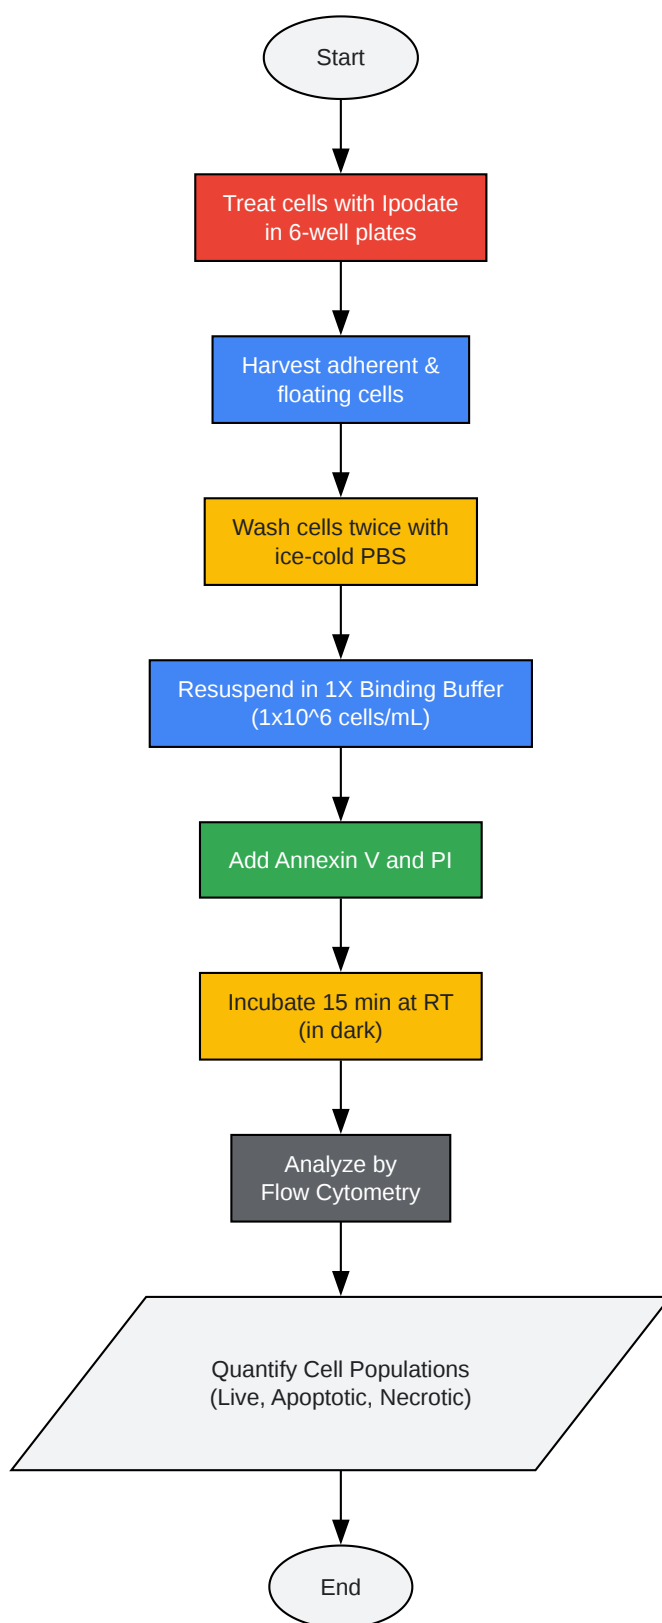 Start
Treat cells with Ipodate
in 6-well plates
Harvest adherent &
floating cells
Wash cells twice with
ice-cold PBS
Resuspend in 1X Binding Buffer
(1x10^6 cells/mL)
Add Annexin V and PI
Incubate 15 min at RT
(in dark)
Analyze by
Flow Cytometry
Quantify Cell Populations
(Live, Apoptotic, Necrotic)
End